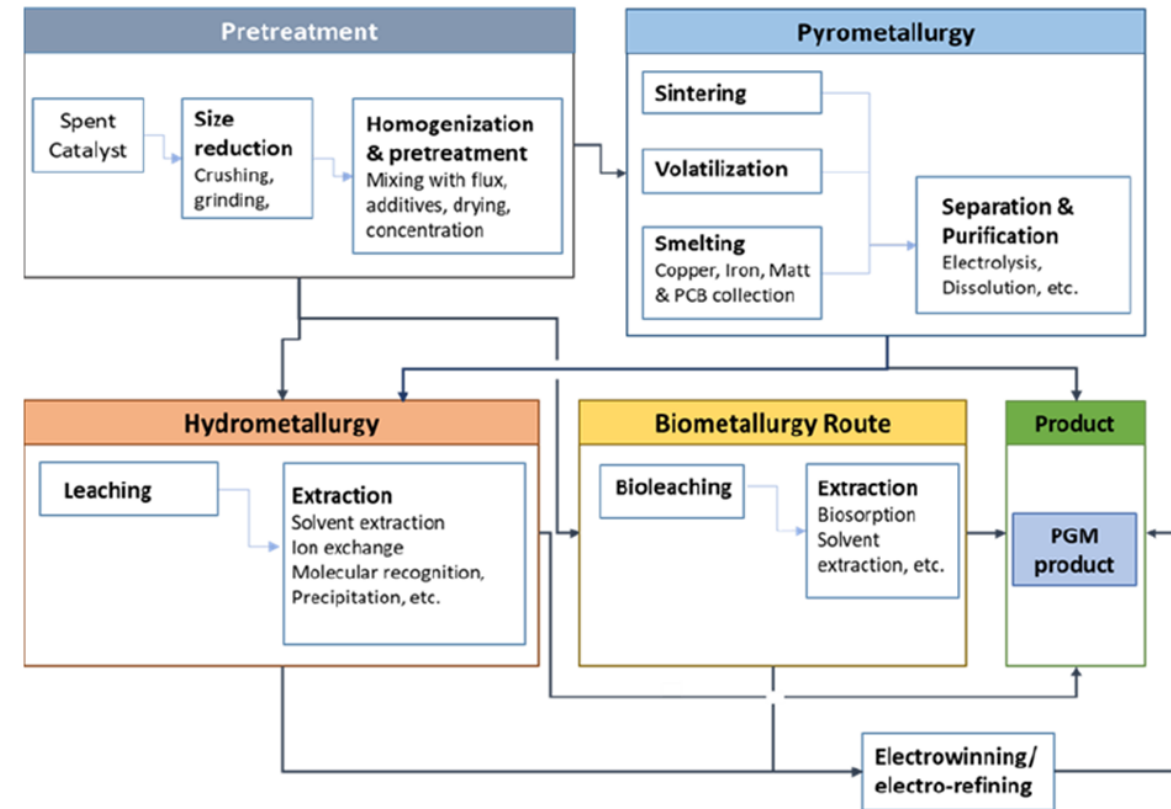 Pretreatment
Spent
Catalyst
Size
reduction
Crushing,
grinding,
Homogenization
& pretreatment
Mixing with flux,
additives, drying,
concentration
Pyrometallurgy
Sintering
Volatilization
Smelting
Copper, Iron, Matt
& PCB collection
Separation &
Purification
Electrolysis,
Dissolution, etc.
Hydrometallurgy
Leaching
Extraction
Solvent extraction
Ion exchange
Molecular recognition,
Precipitation, etc.
Biometallurgy Route
Bioleaching
Extraction
Biosorption
Solvent
extraction, etc.
Product
PGM
product
Electrowinning/
electro-refining